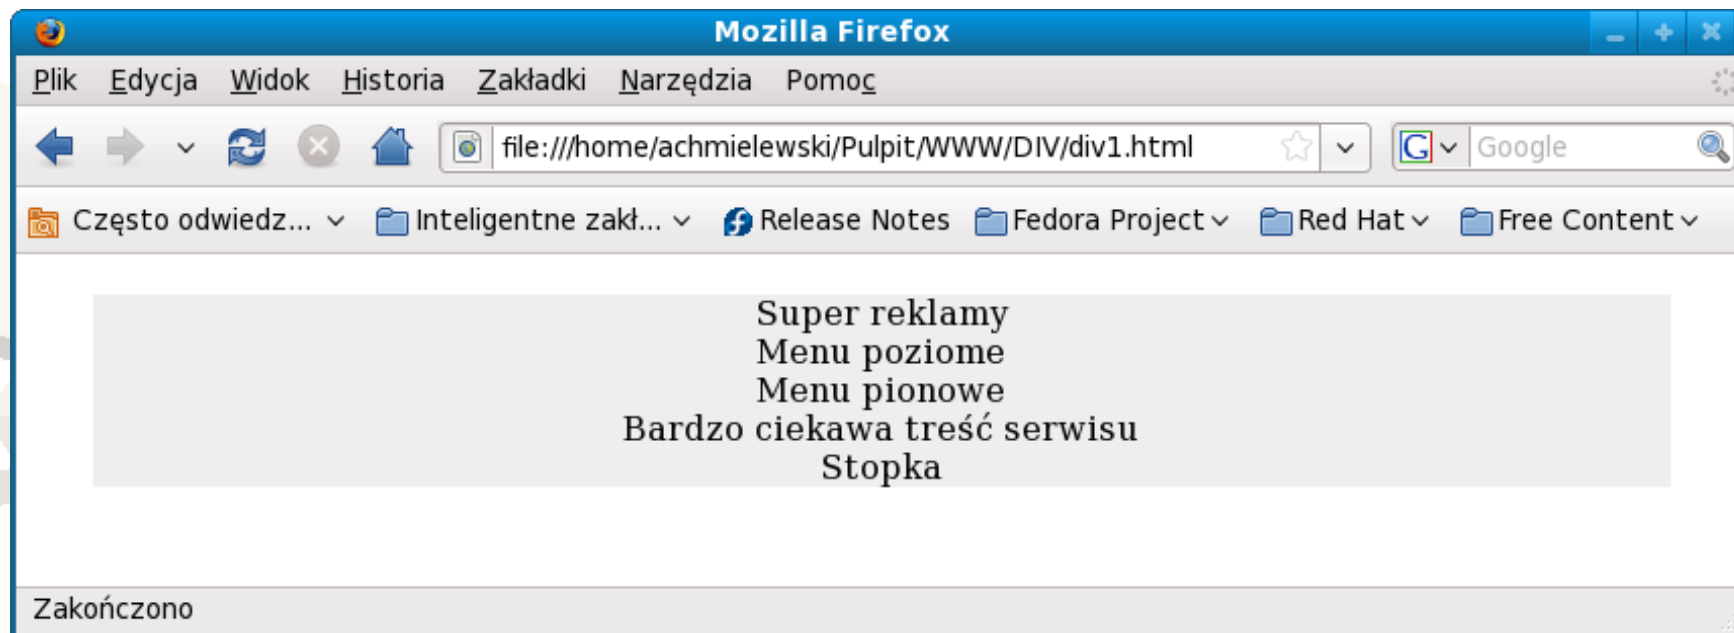 Mozilla Firefox
Plik Edycja Widok Historia Zakładki Narzędzia Pomoc
file:///home/achmielewski/Pulpit/WWW/DIV/div1.html G Google
Często odwiedz... Inteligentne zakł... Release Notes Fedora Project Red Hat Free Content
Super reklamy
Menu poziome
Menu pionowe
Bardzo ciekawa treść serwisu
Stopka
Zakończono